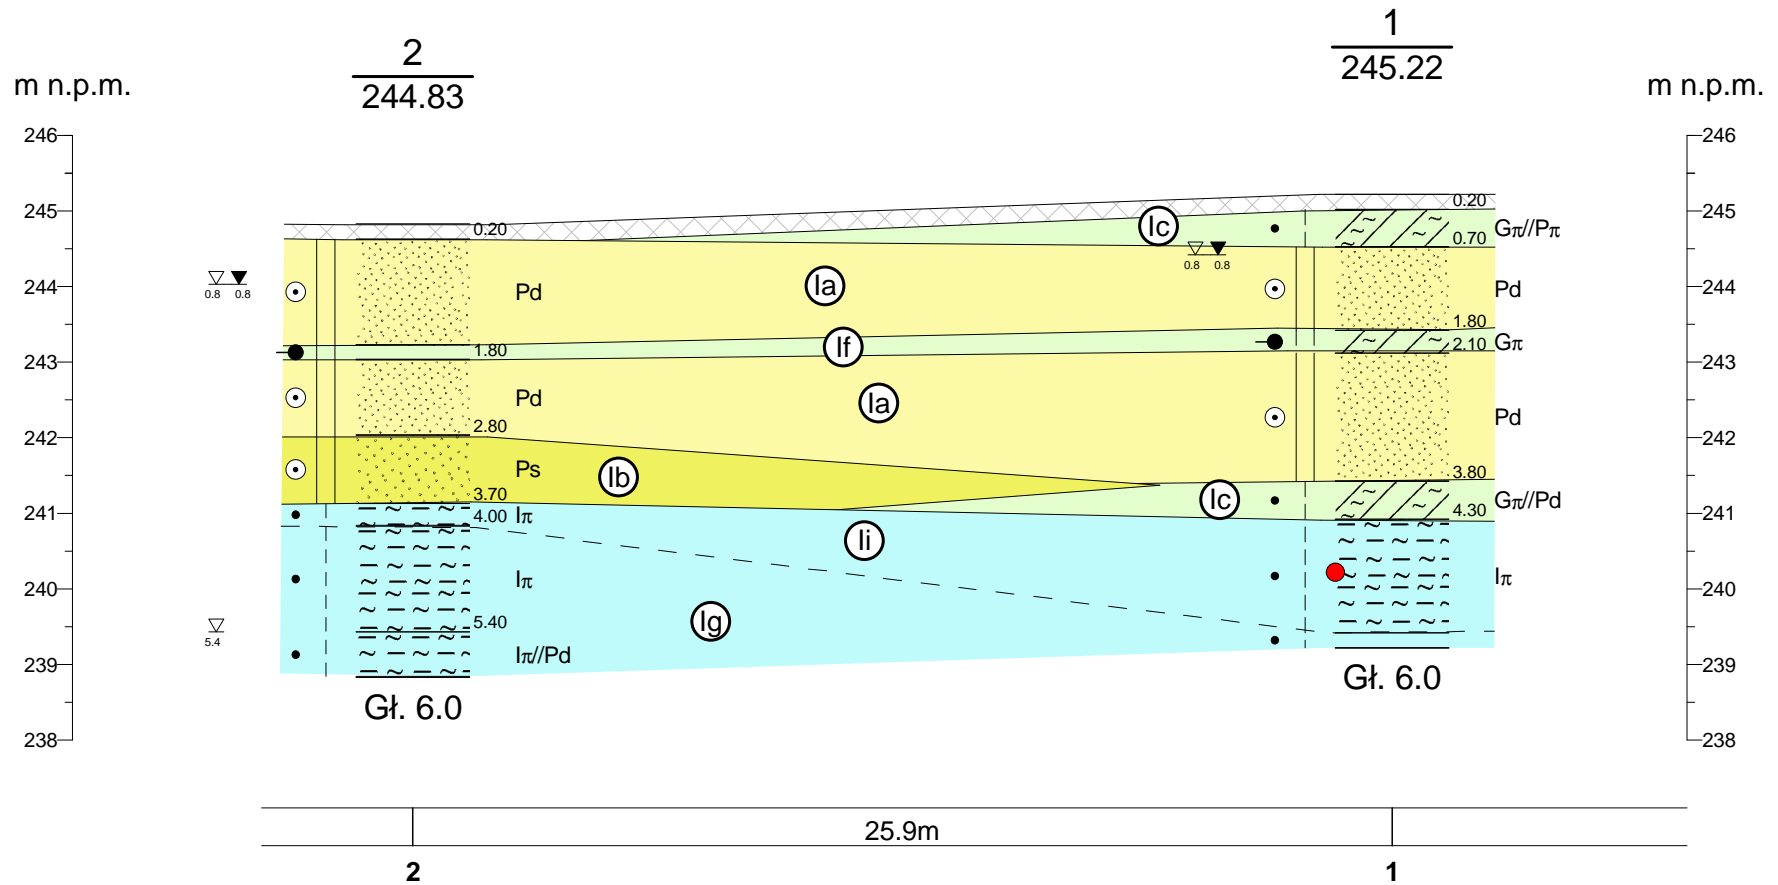 2
244.83
1
245.22
m n.p.m.
m n.p.m.
246
245
244
243
242
241
240
239
238
246
245
244
243
242
241
240
239
238
0.20
1.80
2.80
3.70
4.00
5.40
Pd
Pd
Ps
Iπ
Iπ
Iπ//Pd
Gł. 6.0
0.8 0.8
5.4
Ia
If
Ia
Ib
Ic
Ic
Ii
Ig
0.8 0.8
0.20
0.70
1.80
2.10
3.80
4.30
Gπ//Pπ
Pd
Gπ
Pd
Gπ//Pd
Iπ
Gł. 6.0
25.9m
2
1